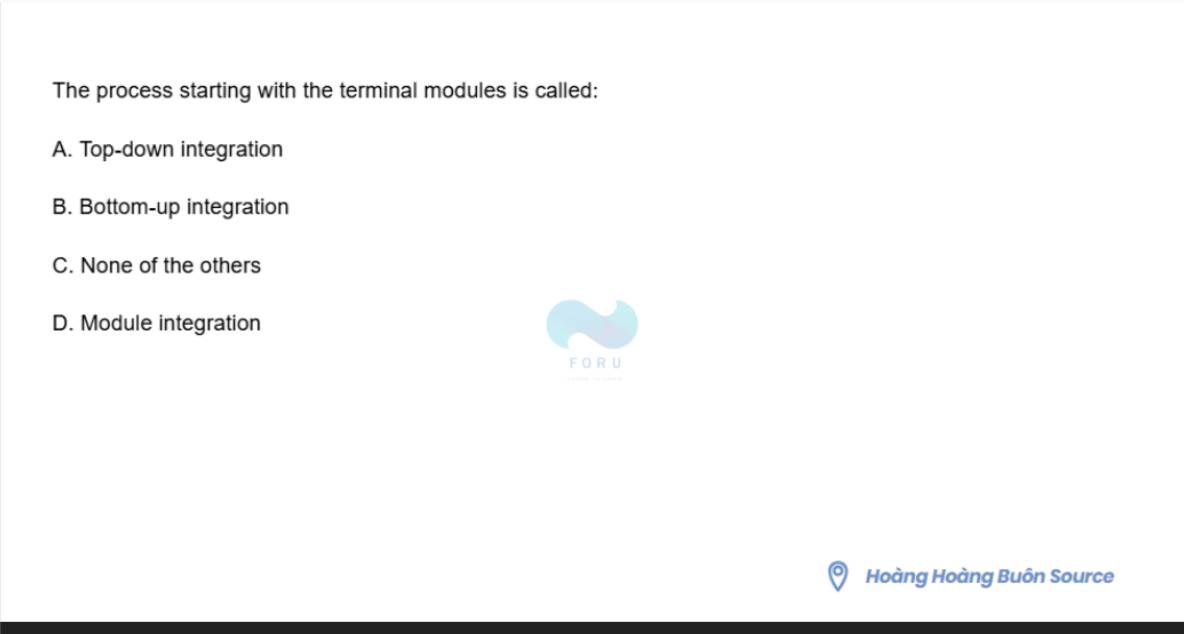 The process starting with the terminal modules is called:
A. Top-down integration
B. Bottom-up integration
C. None of the others
D. Module integration
FORU
Hoàng Hoàng Buôn Source